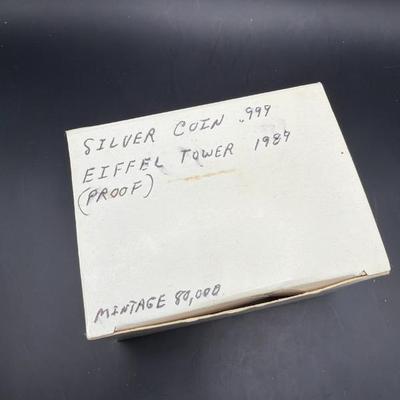 SILVER COIN .999
EIFFEL TOWER 1989
(PROOF)
MINTAGE 80,000